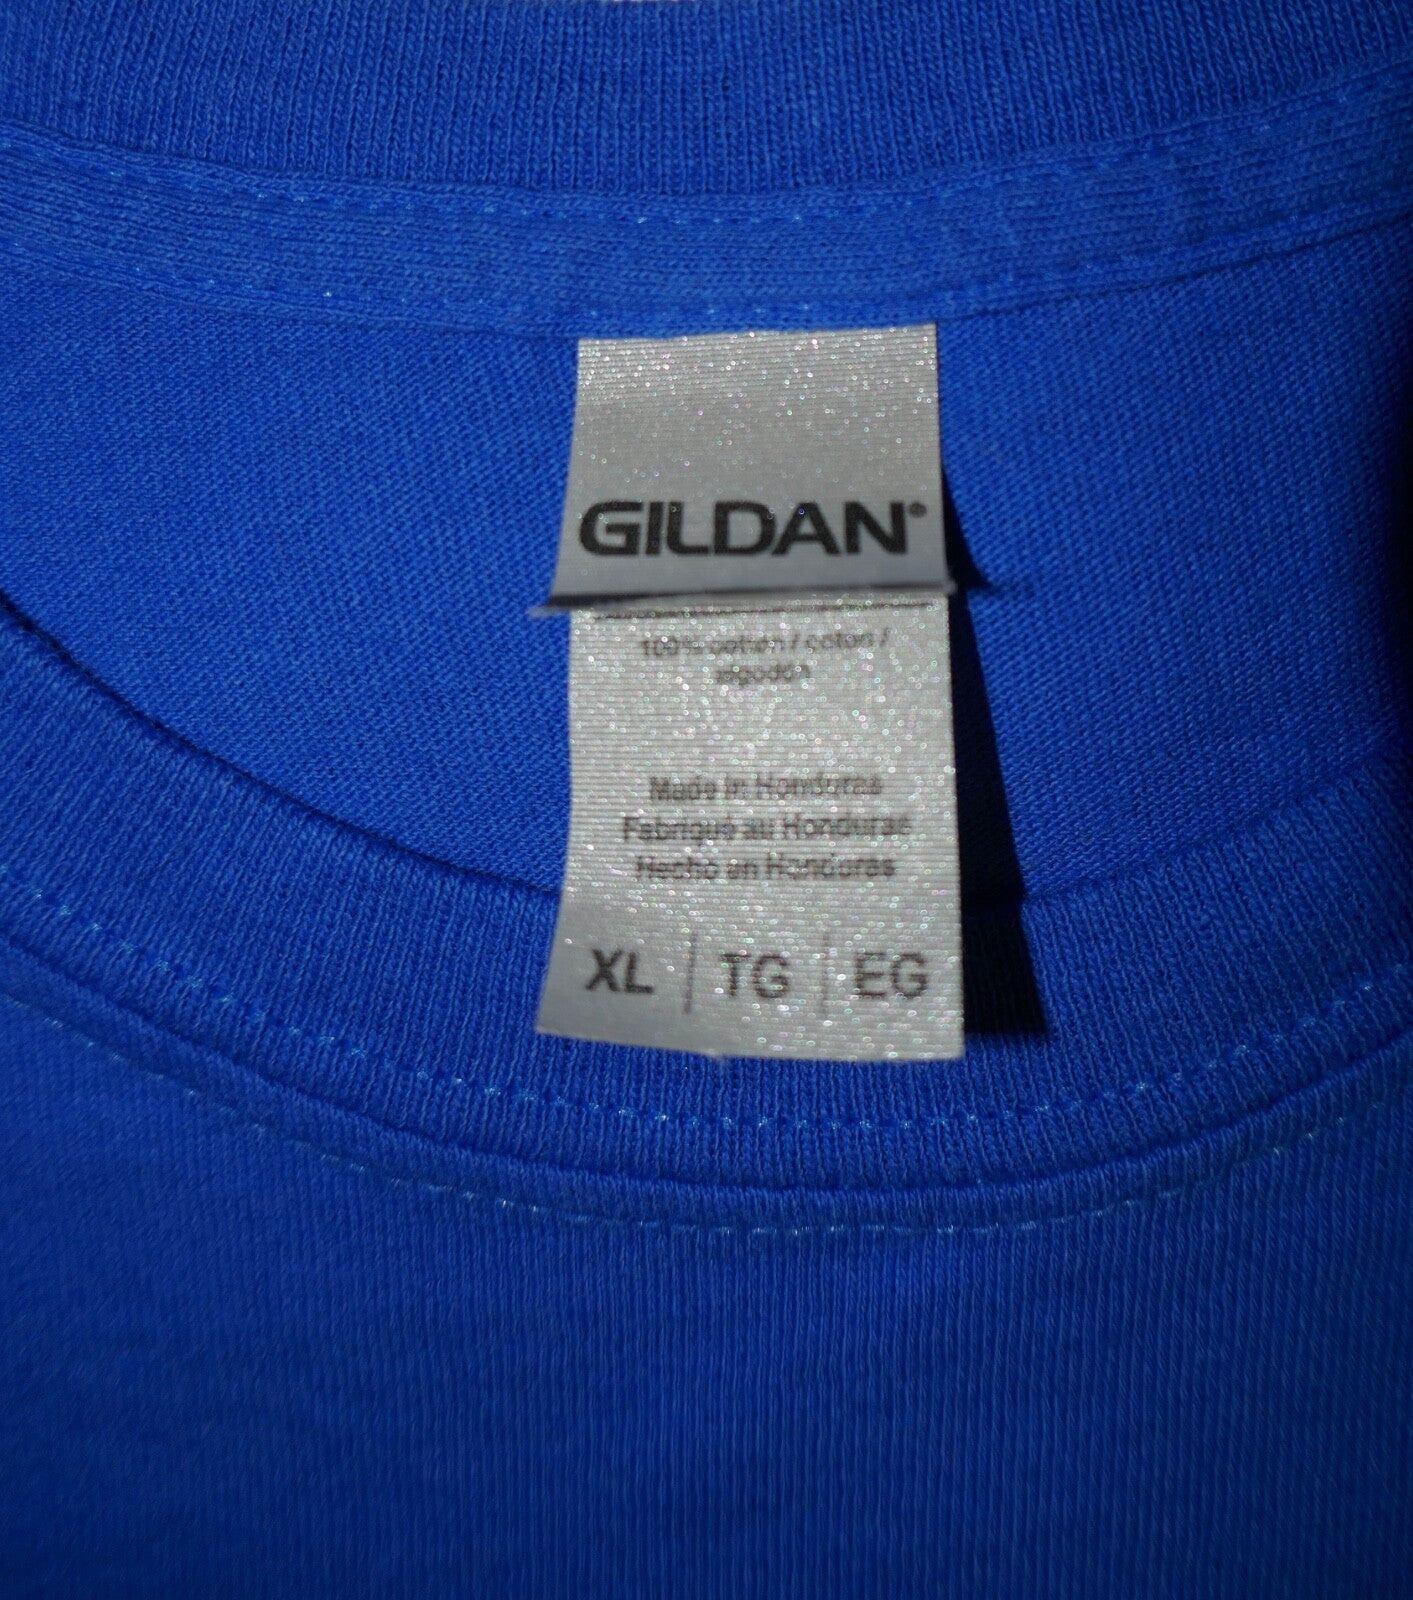 GILDAN®
100% cotton / coton /
algodón
Made in Honduras
Fabriqué au Honduras
Hecho en Honduras
XL | TG | EG